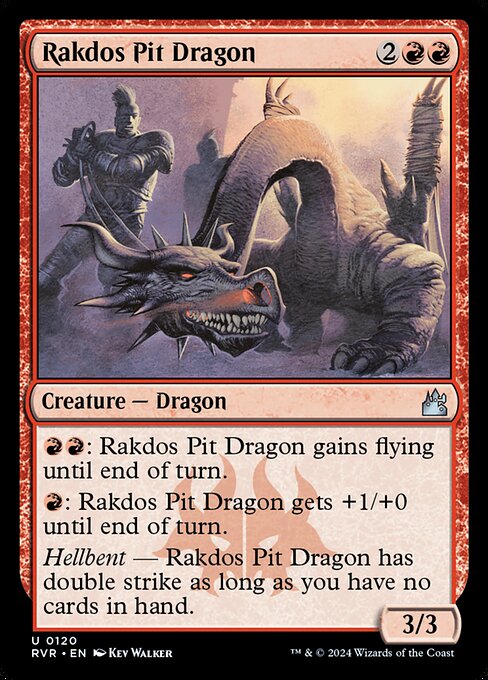 Rakdos Pit Dragon 2
Creature — Dragon
: Rakdos Pit Dragon gains flying
until end of turn.
: Rakdos Pit Dragon gets +1/+0
until end of turn.
Hellbent — Rakdos Pit Dragon has
double strike as long as you have no
cards in hand.
3/3
U 0120
RVR • EN Key Walker
™ & © 2024 Wizards of the Coast